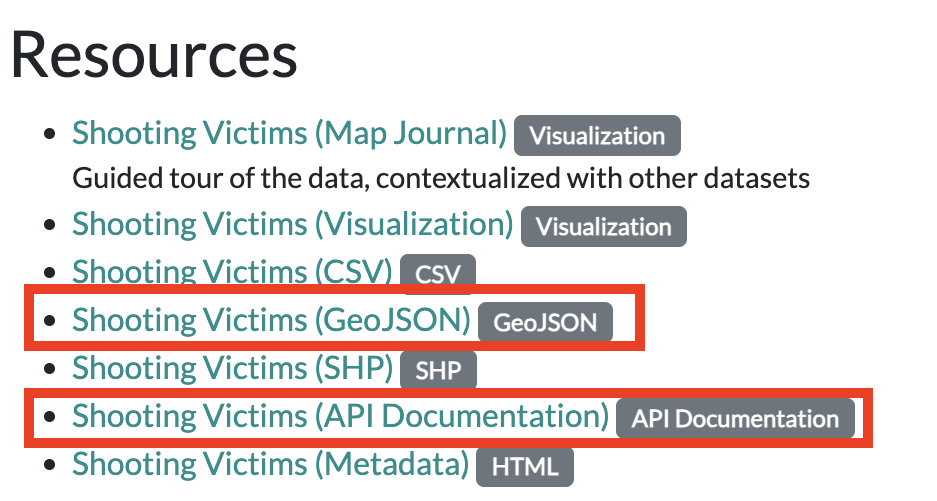 Resources
Shooting Victims (Map Journal) Visualization
Guided tour of the data, contextualized with other datasets
Shooting Victims (Visualization) Visualization
Shooting Victims (CSV) CSV
Shooting Victims (GeoJSON) GeoJSON
Shooting Victims (SHP) SHP
Shooting Victims (API Documentation) API Documentation
Shooting Victims (Metadata) HTML